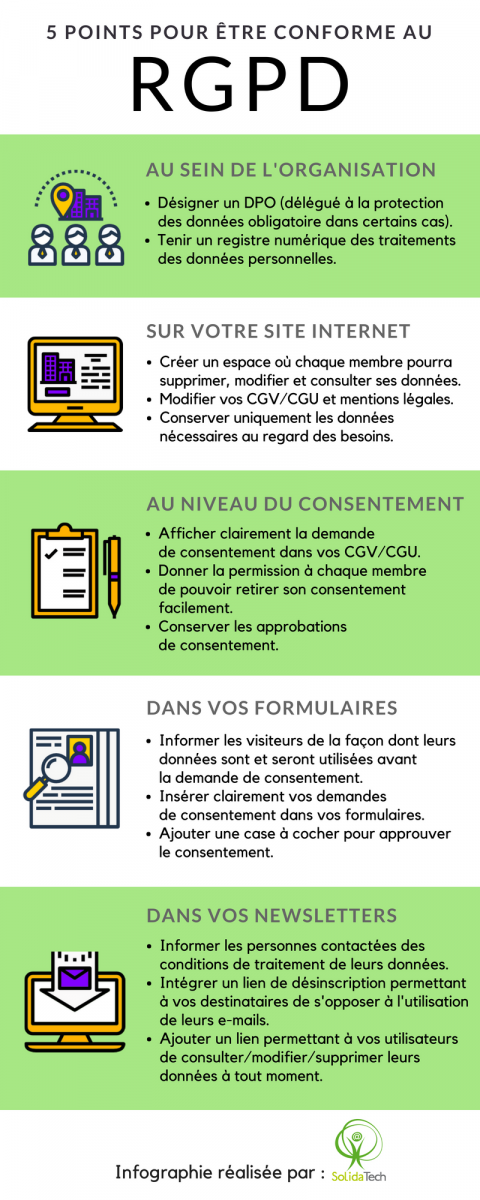 5 POINTS POUR ÊTRE CONFORME AU
RGPD
AU SEIN DE L'ORGANISATION
• Désigner un DPO (délégué à la protection
des données obligatoire dans certains cas).
• Tenir un registre numérique des traitements
des données personnelles.
SUR VOTRE SITE INTERNET
• Créer un espace où chaque membre pourra
supprimer, modifier et consulter ses données.
• Modifier vos CGV/CGU et mentions légales.
• Conserver uniquement les données
nécessaires au regard des besoins.
AU NIVEAU DU CONSENTEMENT
• Afficher clairement la demande
de consentement dans vos CGV/CGU.
• Donner la permission à chaque membre
de pouvoir retirer son consentement
facilement.
• Conserver les approbations
de consentement.
DANS VOS FORMULAIRES
• Informer les visiteurs de la façon dont leurs
données sont et seront utilisées avant
la demande de consentement.
• Insérer clairement vos demandes
de consentement dans vos formulaires.
• Ajouter une case à cocher pour approuver
le consentement.
DANS VOS NEWSLETTERS
• Informer les personnes contactées des
conditions de traitement de leurs données.
• Intégrer un lien de désinscription permettant
à vos destinataires de s'opposer à l'utilisation
de leurs e-mails.
• Ajouter un lien permettant à vos utilisateurs
de consulter/modifier/supprimer leurs
données à tout moment.
@
Infographie réalisée par : SolidaTech